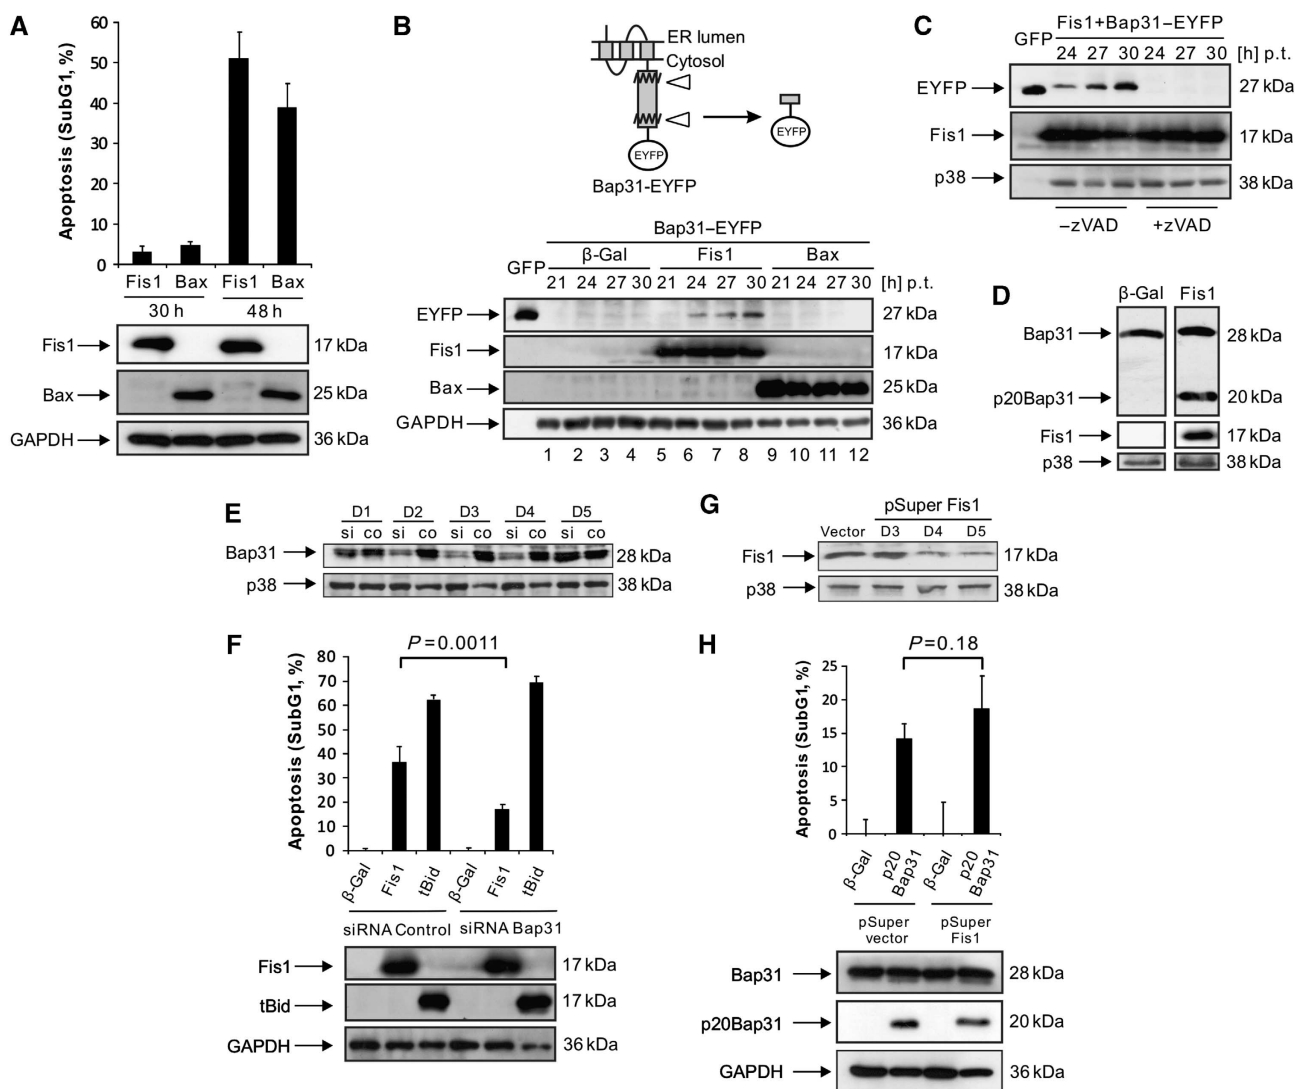 A
60
50
40
30
20
10
0
Apoptosis (SubG1, %)
Fis1 Bax Fis1 Bax
30 h 48 h
Fis1 17 kDa
Bax 25 kDa
GAPDH 36 kDa
B
ER lumen
Cytosol
EYFP
EYFP
Bap31-EYFP
Bap31–EYFP
β-Gal Fis1 Bax
GFP 21 24 27 30 21 24 27 30 21 24 27 30 [h] p.t.
EYFP 27 kDa
Fis1 17 kDa
Bax 25 kDa
GAPDH 36 kDa
1 2 3 4 5 6 7 8 9 10 11 12
C
Fis1+Bap31–EYFP
GFP 24 27 30 24 27 30 [h] p.t.
EYFP 27 kDa
Fis1 17 kDa
p38 38 kDa
–zVAD +zVAD
D
β-Gal Fis1
Bap31 28 kDa
p20Bap31 20 kDa
Fis1 17 kDa
p38 38 kDa
E
D1 D2 D3 D4 D5
si co si co si co si co si co
Bap31 28 kDa
p38 38 kDa
G
pSuper Fis1
Vector D3 D4 D5
Fis1 17 kDa
p38 38 kDa
F
P=0.0011
80
70
60
50
40
30
20
10
0
Apoptosis (SubG1, %)
β-Gal Fis1 tBid β-Gal Fis1 tBid
siRNA Control siRNA Bap31
Fis1 17 kDa
tBid 17 kDa
GAPDH 36 kDa
H
P=0.18
25
20
15
10
5
0
Apoptosis (SubG1, %)
β-Gal p20 Bap31 β-Gal p20 Bap31
pSuper vector pSuper Fis1
Bap31 28 kDa
p20Bap31 20 kDa
GAPDH 36 kDa